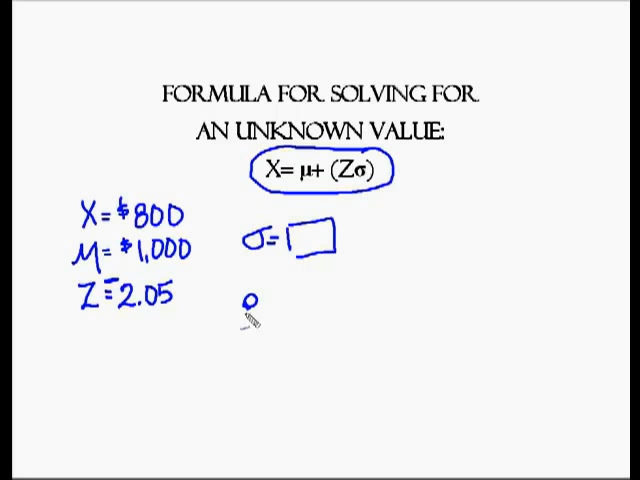 FORMULA FOR SOLVING FOR
AN UNKNOWN VALUE:
X= μ+ (Zσ)
X = $800
μ = $1,000
Z = -2.05
σ =